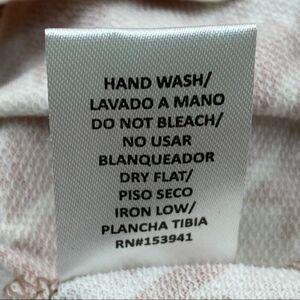 HAND WASH/
LAVADO A MANO
DO NOT BLEACH/
NO USAR
BLANQUEADOR
DRY FLAT/
PISO SECO
IRON LOW/
PLANCHA TIBIA
RN#153941